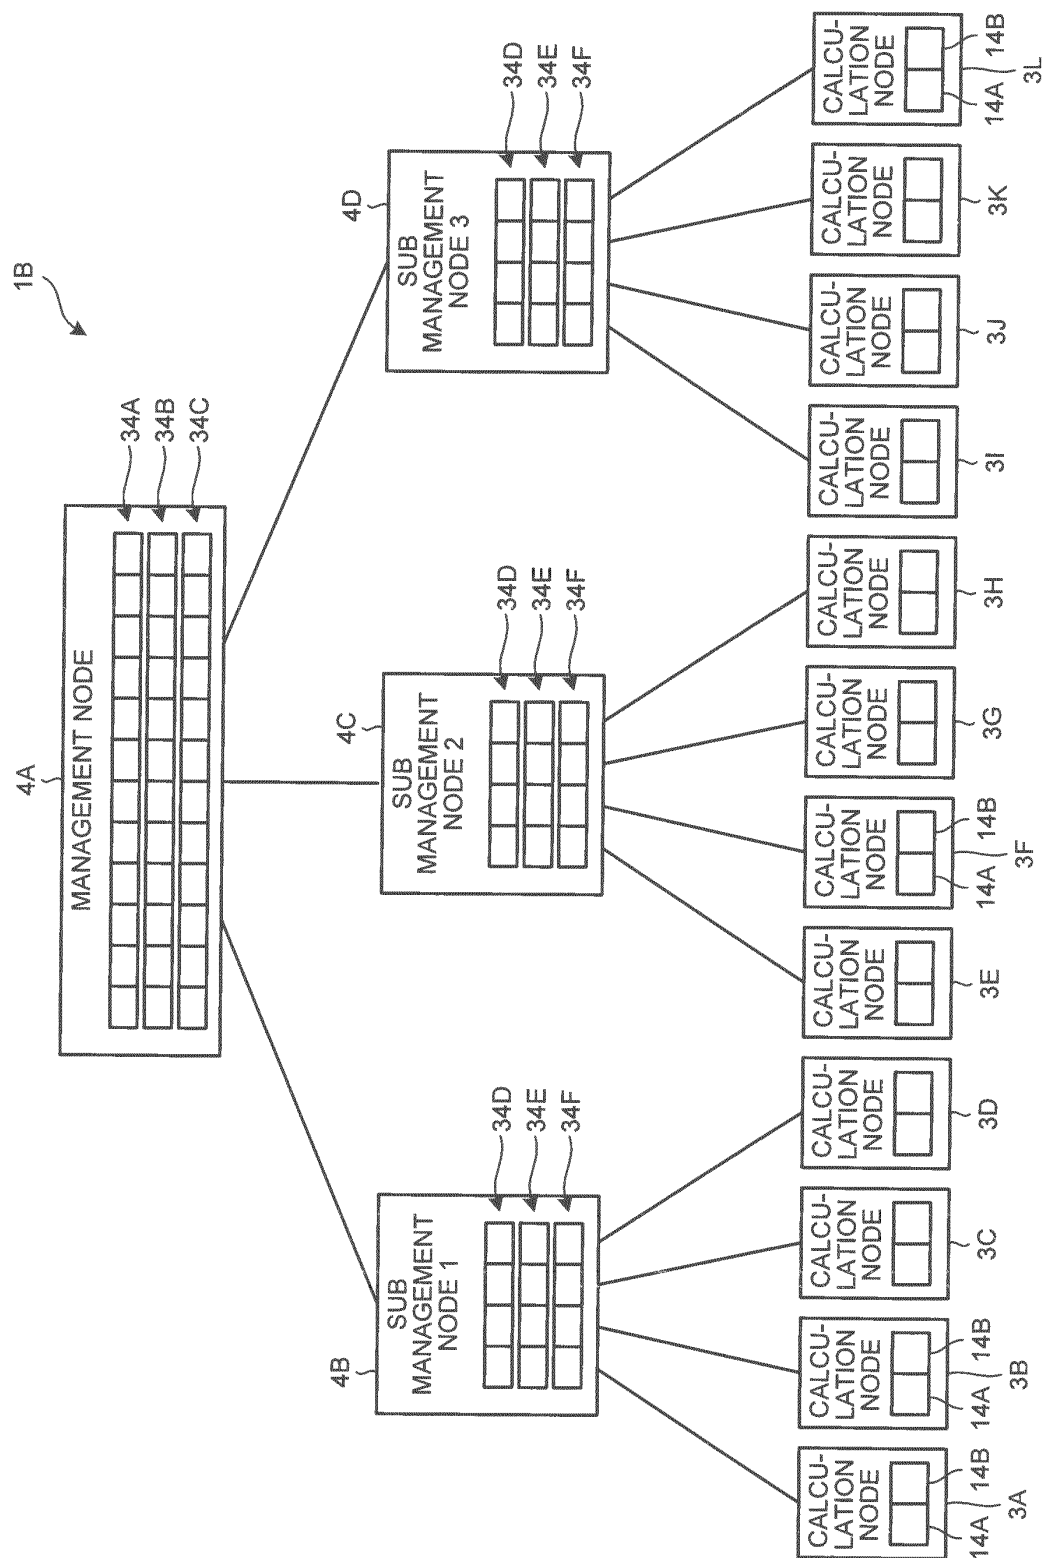 1B
4A
MANAGEMENT NODE
34A
34B
34C
4B
SUB
MANAGEMENT
NODE 1
34D
34E
34F
4C
SUB
MANAGEMENT
NODE 2
34D
34E
34F
4D
SUB
MANAGEMENT
NODE 3
34D
34E
34F
CALCU-
LATION
NODE
14A
14B
3A
CALCU-
LATION
NODE
14A
14B
3B
CALCU-
LATION
NODE
3C
CALCU-
LATION
NODE
3D
CALCU-
LATION
NODE
3E
CALCU-
LATION
NODE
14A
14B
3F
CALCU-
LATION
NODE
3G
CALCU-
LATION
NODE
3H
CALCU-
LATION
NODE
3I
CALCU-
LATION
NODE
3J
CALCU-
LATION
NODE
3K
CALCU-
LATION
NODE
14A
14B
3L